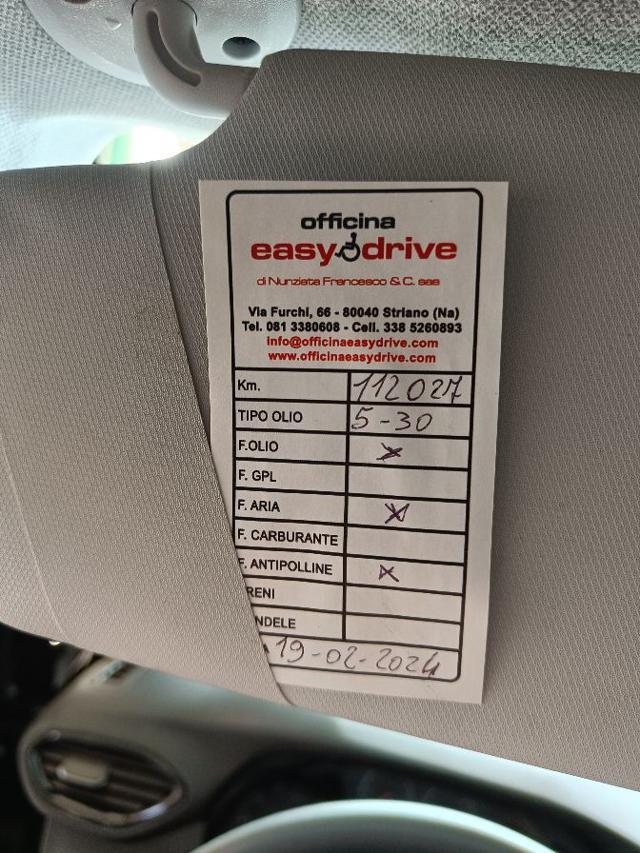 officina
easy drive
di Nunziata Francesco & C. sas
Via Furchi, 66 - 80040 Striano (Na)
Tel. 081 3380608 - Cell. 338 5260893
info@officinaeasydrive.com
www.officinaeasydrive.com
Km. 112027
TIPO OLIO 5-30
F.OLIO X
F. GPL
F. ARIA X
F. CARBURANTE
F. ANTIPOLLINE X
RENI
NDELE
19-02-2024